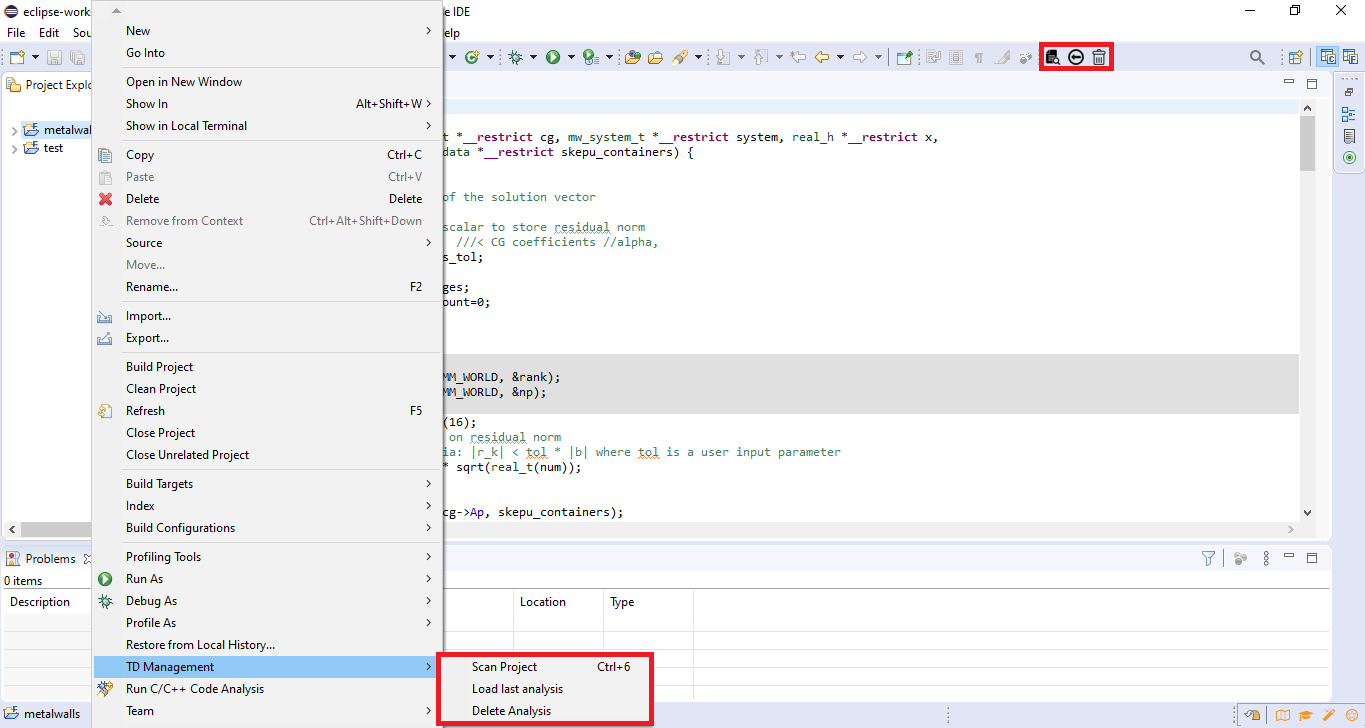 eclipse-work
e IDE
File Edit Sou
elp
Project Explo
metalwal
test
New
Go Into
Open in New Window
Show In Alt+Shift+W
Show in Local Terminal
Copy Ctrl+C
Paste Ctrl+V
Delete Delete
Remove from Context Ctrl+Alt+Shift+Down
Source
Move...
Rename... F2
Import...
Export...
Build Project
Clean Project
Refresh F5
Close Project
Close Unrelated Project
Build Targets
Index
Build Configurations
Profiling Tools
Run As
Debug As
Profile As
Restore from Local History...
TD Management
Run C/C++ Code Analysis
Team
Scan Project Ctrl+6
Load last analysis
Delete Analysis
t *__restrict cg, mw_system_t *__restrict system, real_h *__restrict x,
data *__restrict skepu_containers) {
of the solution vector
scalar to store residual norm
///< CG coefficients //alpha,
s_tol;
ges;
ount=0;
MM_WORLD, &rank);
MM_WORLD, &np);
(16);
on residual norm
ia: |r_k| < tol * |b| where tol is a user input parameter
* sqrt(real_t(num));
cg->Ap, skepu_containers);
Problems
0 items
Description
Location
Type
metalwalls